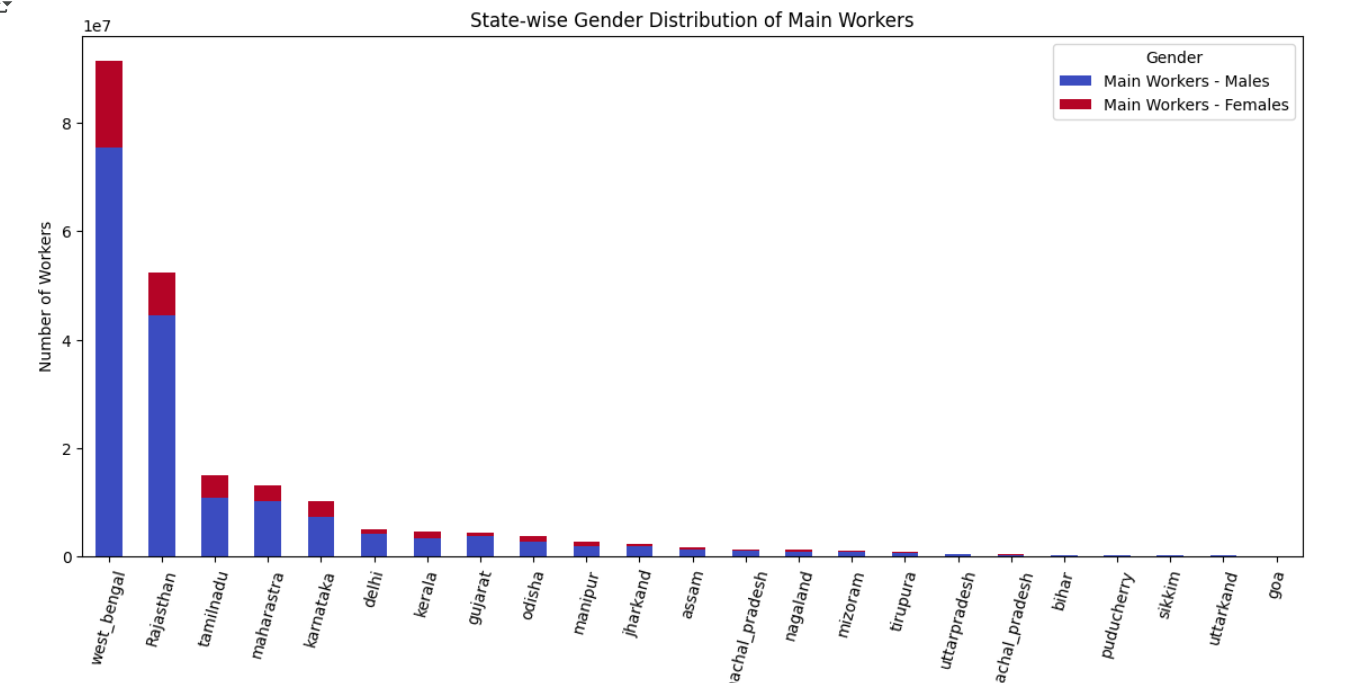 State-wise Gender Distribution of Main Workers
1e7
Gender
Main Workers - Males
Main Workers - Females
Number of Workers
8
6
4
2
0
west_bengal
Rajasthan
tamilnadu
maharastra
karnataka
delhi
kerala
gujarat
odisha
manipur
jharkand
assam
achal_pradesh
nagaland
mizoram
tirupura
uttarpradesh
achal_pradesh
bihar
puducherry
sikkim
uttarkand
goa